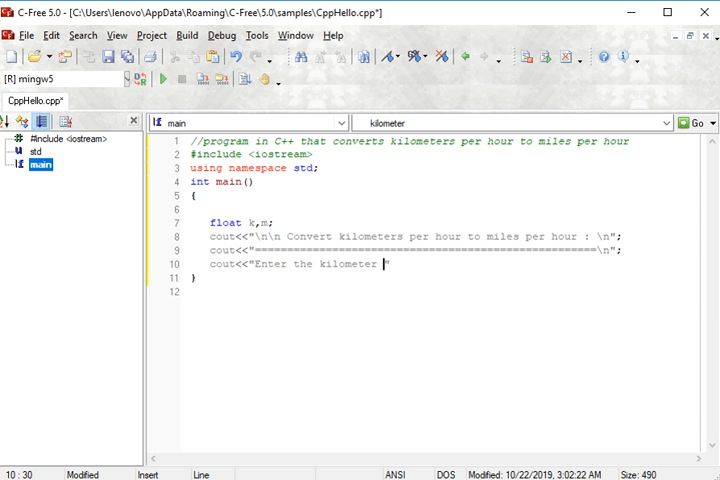 C-Free 5.0 - [C:\Users\lenovo\AppData\Roaming\C-Free\5.0\samples\CppHello.cpp*]
File Edit Search View Project Build Debug Tools Window Help
[R] mingw5
CppHello.cpp*
main kilometer Go
#include <iostream>
std
main
1 //program in C++ that converts kilometers per hour to miles per hour
2 #include <iostream>
3 using namespace std;
4 int main()
5 {
6
7 float k,m;
8 cout<<"\n\n Convert kilometers per hour to miles per hour : \n";
9 cout<<"====================================================\n";
10 cout<<"Enter the kilometer "
11 }
12
10 : 30 Modified Insert Line ANSI DOS Modified: 10/22/2019, 3:02:22 AM Size: 490